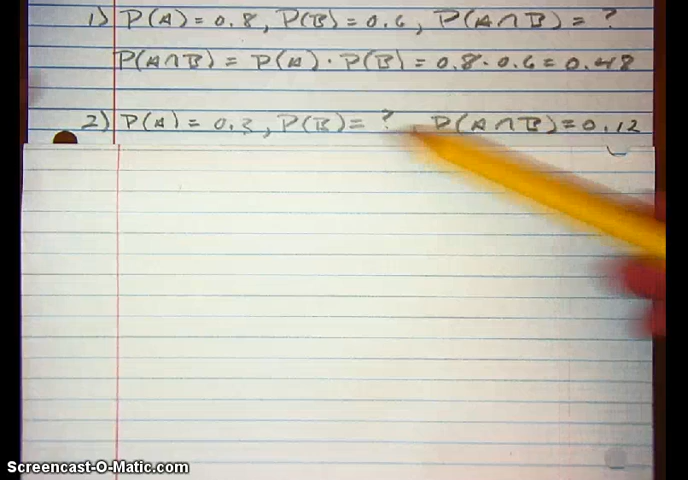 1) P(A) = 0.8, P(B) = 0.6, P(A∩B) = ?
P(A∩B) = P(A) · P(B) = 0.8 · 0.6 = 0.48
2) P(A) = 0.3, P(B) = ? P(A∩B) = 0.12
Screencast-O-Matic.com